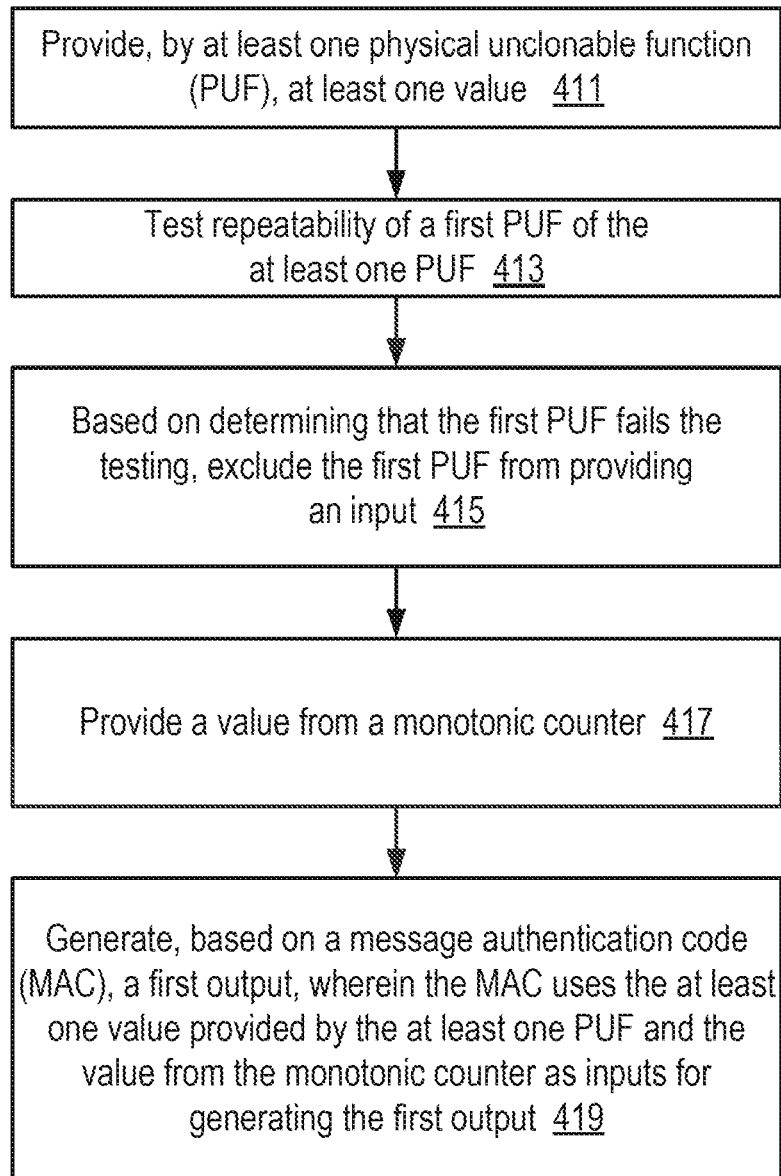 Provide, by at least one physical unclonable function
(PUF), at least one value 411
Test repeatability of a first PUF of the
at least one PUF 413
Based on determining that the first PUF fails the
testing, exclude the first PUF from providing
an input 415
Provide a value from a monotonic counter 417
Generate, based on a message authentication code
(MAC), a first output, wherein the MAC uses the at least
one value provided by the at least one PUF and the
value from the monotonic counter as inputs for
generating the first output 419